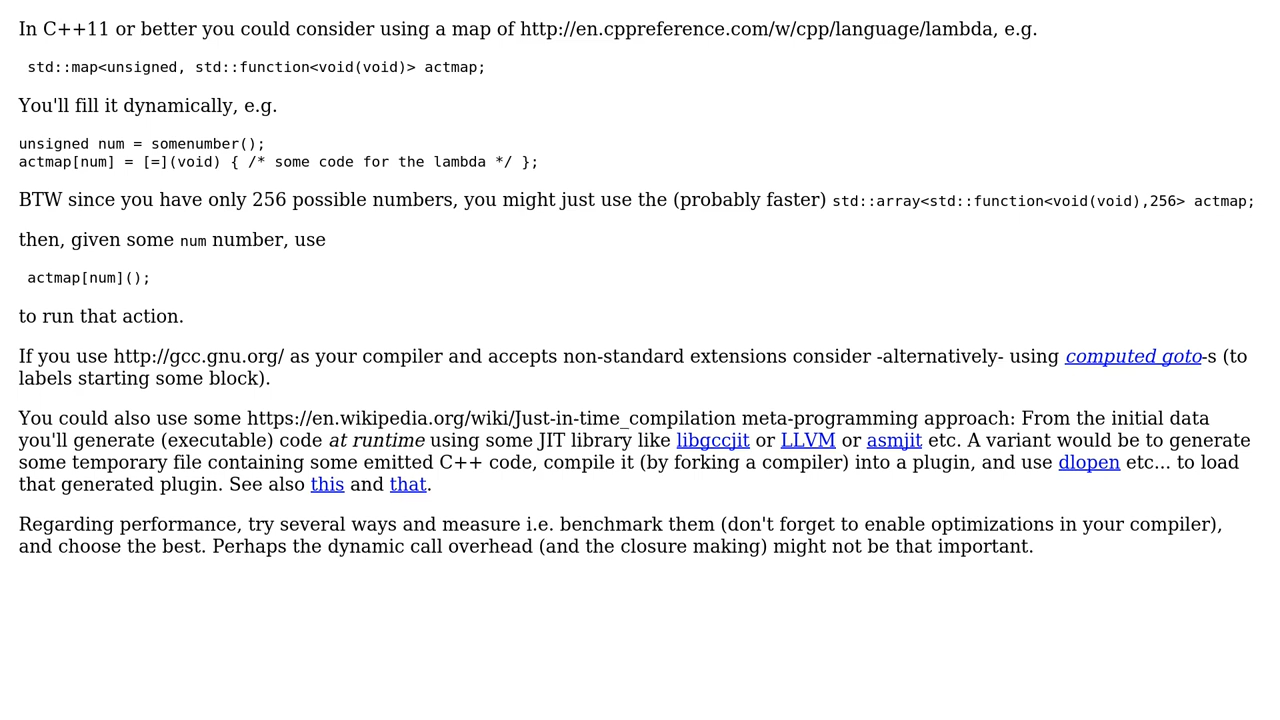 In C++11 or better you could consider using a map of http://en.cppreference.com/w/cpp/language/lambda, e.g.
std::map<unsigned, std::function<void(void)> actmap;
You'll fill it dynamically, e.g.
unsigned num = somenumber();
actmap[num] = [=](void) { /* some code for the lambda */ };
BTW since you have only 256 possible numbers, you might just use the (probably faster) std::array<std::function<void(void),256> actmap;
then, given some num number, use
actmap[num]();
to run that action.
If you use http://gcc.gnu.org/ as your compiler and accepts non-standard extensions consider -alternatively- using computed goto-s (to
labels starting some block).
You could also use some https://en.wikipedia.org/wiki/Just-in-time_compilation meta-programming approach: From the initial data
you'll generate (executable) code at runtime using some JIT library like libgccjit or LLVM or asmjit etc. A variant would be to generate
some temporary file containing some emitted C++ code, compile it (by forking a compiler) into a plugin, and use dlopen etc... to load
that generated plugin. See also this and that.
Regarding performance, try several ways and measure i.e. benchmark them (don't forget to enable optimizations in your compiler),
and choose the best. Perhaps the dynamic call overhead (and the closure making) might not be that important.